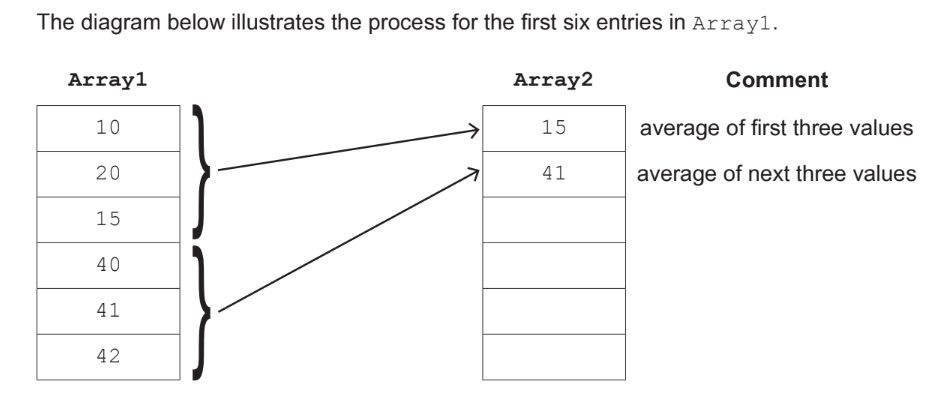 The diagram below illustrates the process for the first six entries in Array1.
Array1 Array2 Comment
10 15 average of first three values
20 41 average of next three values
15
40
41
42